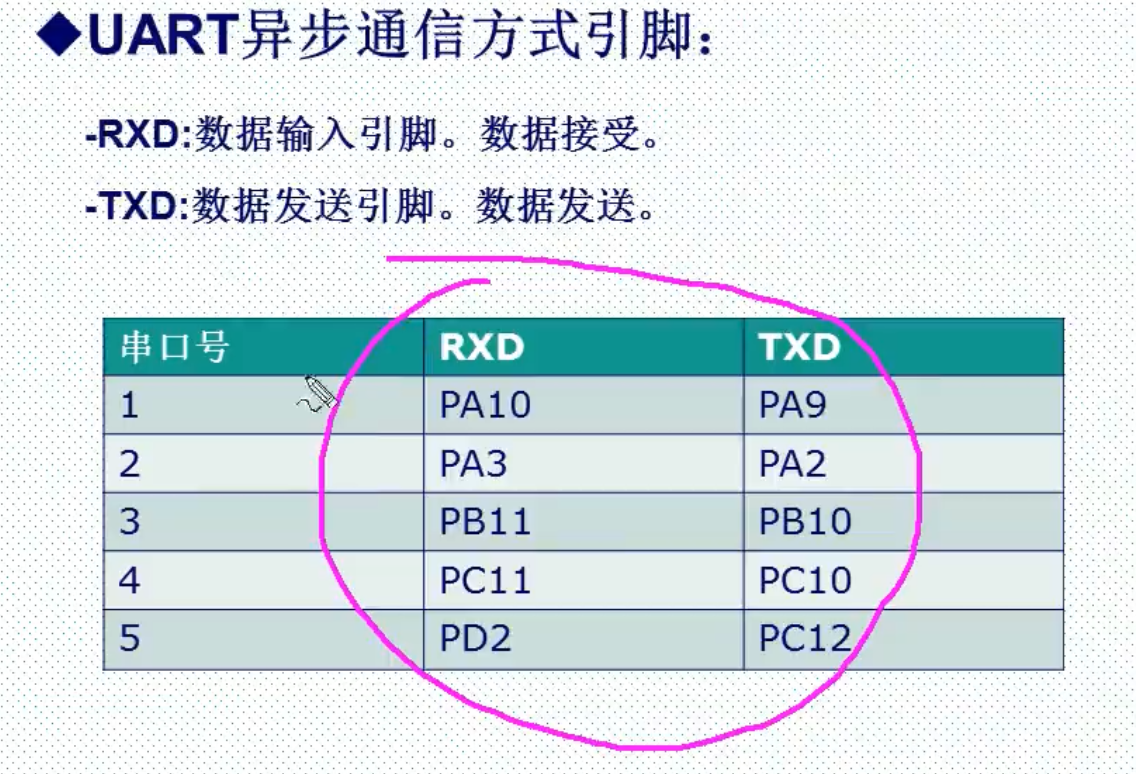 ◆UART异步通信方式引脚：
-RXD:数据输入引脚。数据接受。
-TXD:数据发送引脚。数据发送。
串口号 RXD TXD
1 PA10 PA9
2 PA3 PA2
3 PB11 PB10
4 PC11 PC10
5 PD2 PC12